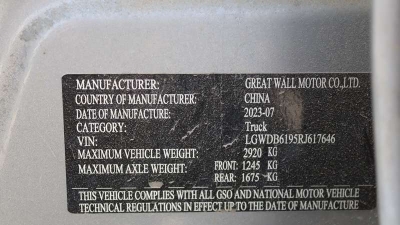 MANUFACTURER: GREAT WALL MOTOR CO.,LTD.
COUNTRY OF MANUFACTURER: CHINA
DATE OF MANUFACTURE: 2023-07
CATEGORY: Truck
VIN: LGWDB6195RJ617646
MAXIMUM VEHICLE WEIGHT: 2920 KG
MAXIMUM AXLE WEIGHT: FRONT: 1245 KG
REAR: 1675 KG
THIS VEHICLE COMPLIES WITH ALL GSO AND NATIONAL MOTOR VEHICLE
TECHNICAL REGULATIONS IN EFFECT UP TO THE DATE OF MANUFACTURE